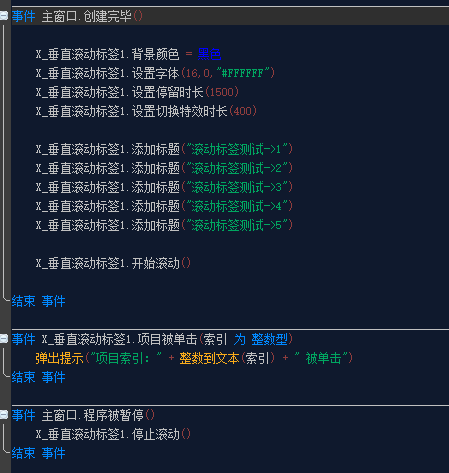 事件 主窗口.创建完毕()
X_垂直滚动标签1.背景颜色 = 黑色
X_垂直滚动标签1.设置字体(16,0,"#FFFFFF")
X_垂直滚动标签1.设置停留时长(1500)
X_垂直滚动标签1.设置切换特效时长(400)
X_垂直滚动标签1.添加标题("滚动标签测试->1")
X_垂直滚动标签1.添加标题("滚动标签测试->2")
X_垂直滚动标签1.添加标题("滚动标签测试->3")
X_垂直滚动标签1.添加标题("滚动标签测试->4")
X_垂直滚动标签1.添加标题("滚动标签测试->5")
X_垂直滚动标签1.开始滚动()
结束 事件
事件 X_垂直滚动标签1.项目被单击(索引 为 整数型)
弹出提示("项目索引：" + 整数到文本(索引) + " 被单击")
结束 事件
事件 主窗口.程序被暂停()
X_垂直滚动标签1.停止滚动()
结束 事件